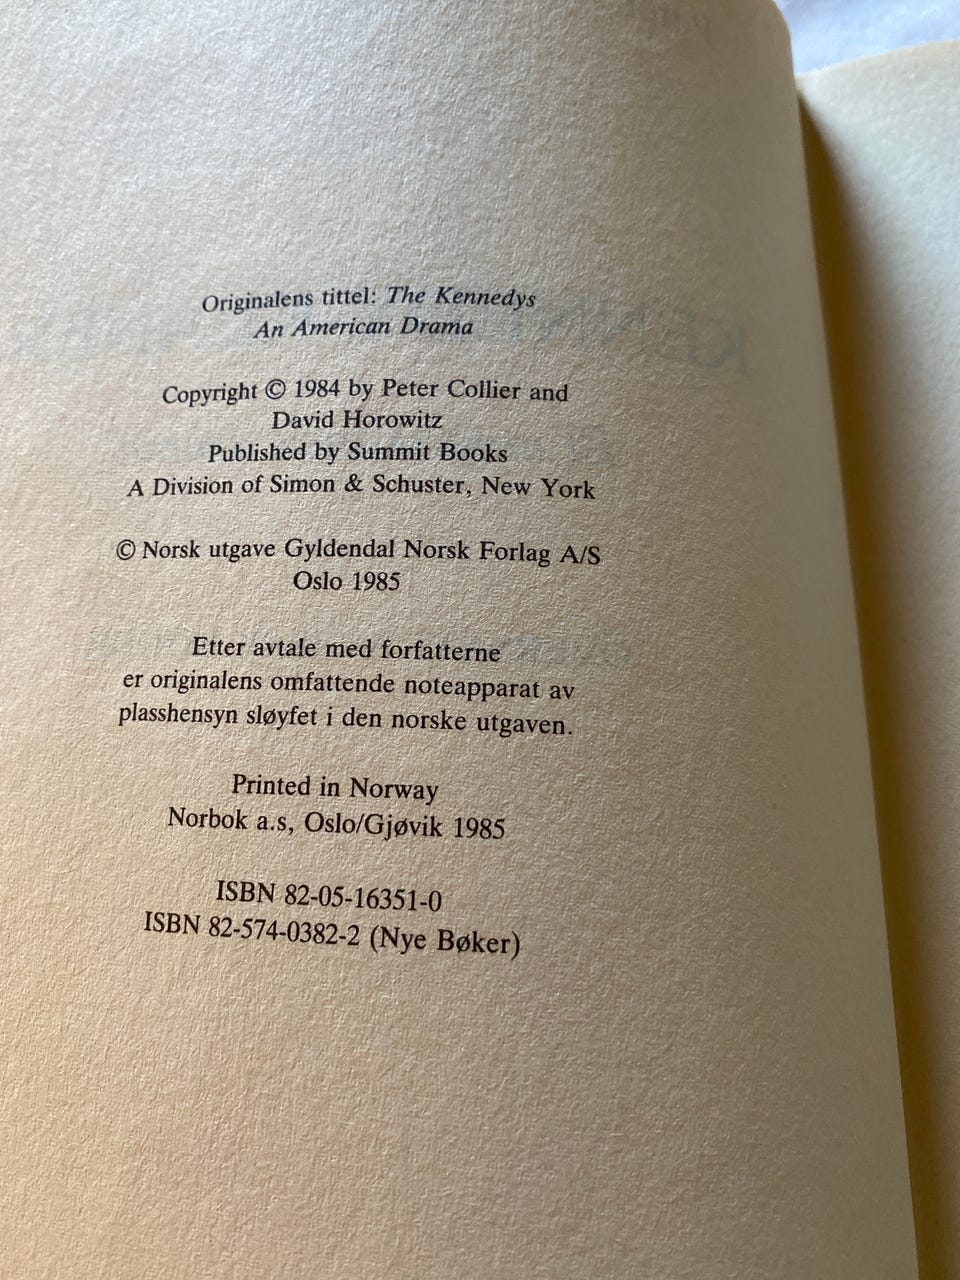 Originalens tittel: The Kennedys
An American Drama
Copyright © 1984 by Peter Collier and
David Horowitz
Published by Summit Books
A Division of Simon & Schuster, New York
© Norsk utgave Gyldendal Norsk Forlag A/S
Oslo 1985
Etter avtale med forfatterne
er originalens omfattende noteapparat av
plasshensyn sløyfet i den norske utgaven.
Printed in Norway
Norbok a.s, Oslo/Gjøvik 1985
ISBN 82-05-16351-0
ISBN 82-574-0382-2 (Nye Bøker)